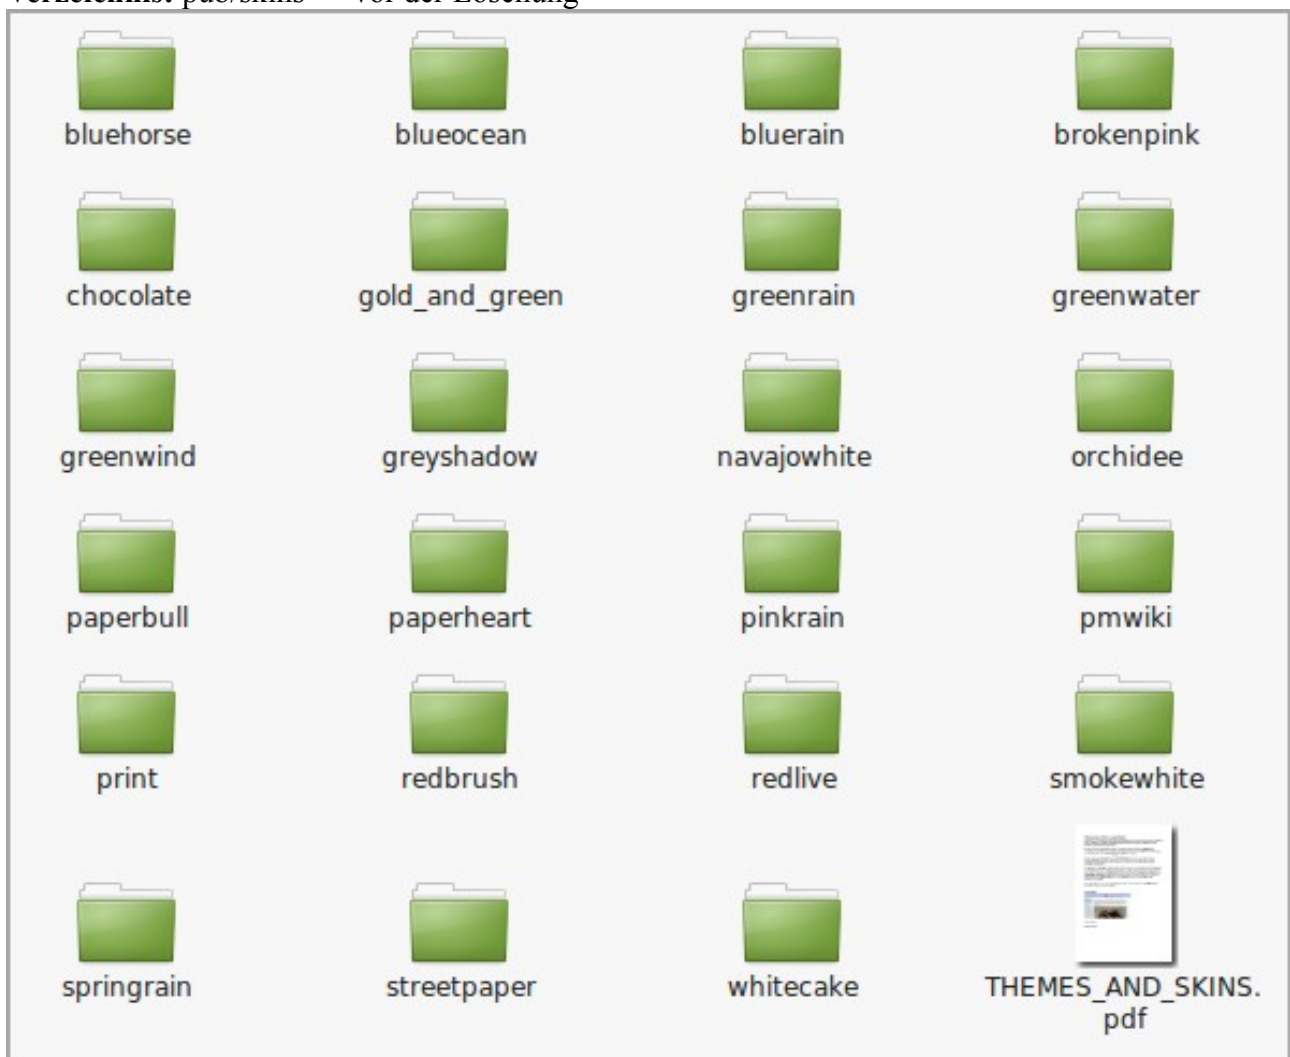 Verzeichnis: pub/skins — vor der Löschung
bluehorse blueocean bluerain brokenpink
chocolate gold_and_green greenrain greenwater
greenwind greyshadow navajowhite orchidee
paperbull paperheart pinkrain pmwiki
print redbrush redlive smokewhite
springrain streetpaper whitecake THEMES_AND_SKINS.
pdf